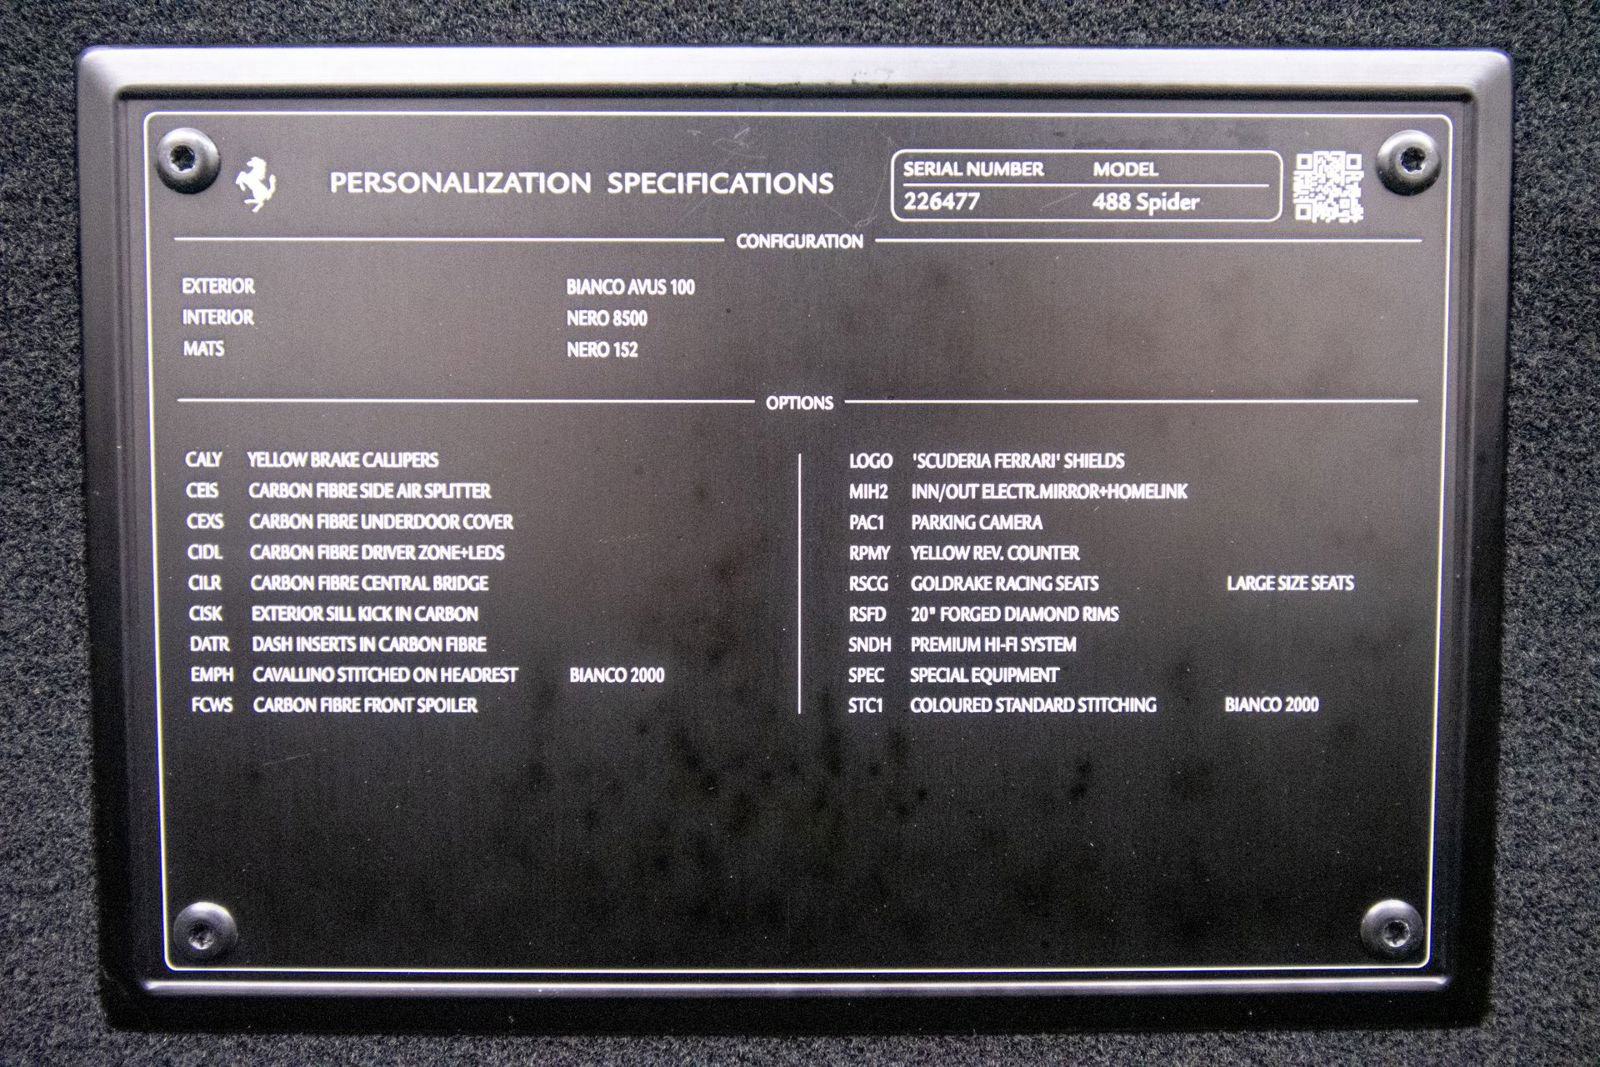 PERSONALIZATION SPECIFICATIONS
SERIAL NUMBER MODEL
226477 488 Spider
CONFIGURATION
EXTERIOR BIANCO AVUS 100
INTERIOR NERO 8500
MATS NERO 152
OPTIONS
CALY YELLOW BRAKE CALLIPERS
CEIS CARBON FIBRE SIDE AIR SPLITTER
CEXS CARBON FIBRE UNDERDOOR COVER
CIDL CARBON FIBRE DRIVER ZONE+LEDS
CILR CARBON FIBRE CENTRAL BRIDGE
CISK EXTERIOR SILL KICK IN CARBON
DATR DASH INSERTS IN CARBON FIBRE
EMPH CAVALLINO STITCHED ON HEADREST BIANCO 2000
FCWS CARBON FIBRE FRONT SPOILER
LOGO 'SCUDERIA FERRARI' SHIELDS
MIH2 INN/OUT ELECTR.MIRROR+HOMELINK
PAC1 PARKING CAMERA
RPMY YELLOW REV. COUNTER
RSCG GOLDRAKE RACING SEATS LARGE SIZE SEATS
RSFD 20" FORGED DIAMOND RIMS
SNDH PREMIUM HI-FI SYSTEM
SPEC SPECIAL EQUIPMENT
STC1 COLOURED STANDARD STITCHING BIANCO 2000